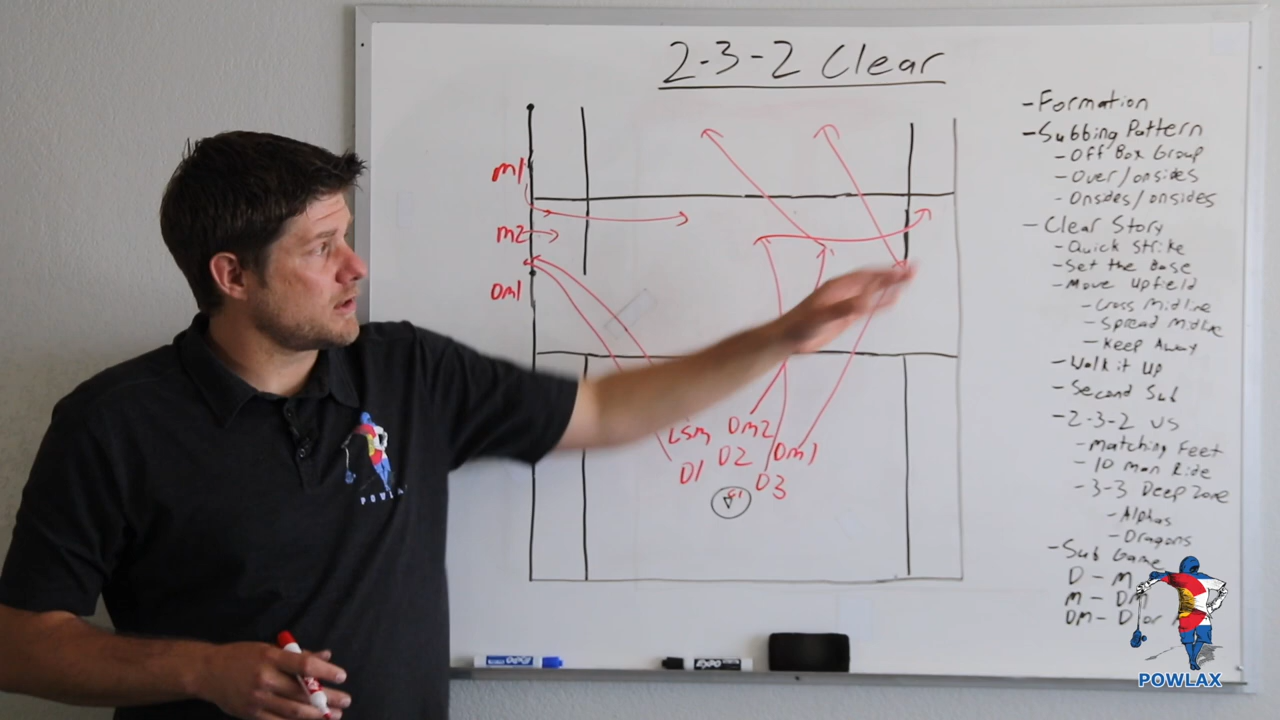 2-3-2 Clear
- Formation
- Subbing Pattern
- Off Box Group
- Over/onsides
- Onsides/onsides
- Clear Story
- Quick Strike
- Set the Base
- Move Upfield
- Cross Midline
- Spread Midline
- Keep Away
- Walk it Up
- Second Sub
- 2-3-2 vs
- Matching Feet
- 10 Man Ride
- 3-3 Deep Zone
- Alphas
- Dragons
- Sub Game
D - M
M - DM
DM - D or
M1
M2
DM1
LSM DM2
D1 D2 DM1
D3
POWLAX
EXPO
EXPO
POWLAX